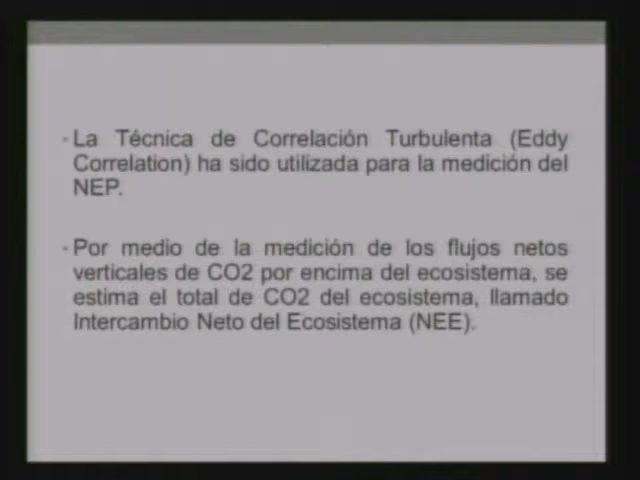 - La Técnica de Correlación Turbulenta (Eddy
Correlation) ha sido utilizada para la medición del
NEP.
- Por medio de la medición de los flujos netos
verticales de CO2 por encima del ecosistema, se
estima el total de CO2 del ecosistema, llamado
Intercambio Neto del Ecosistema (NEE).